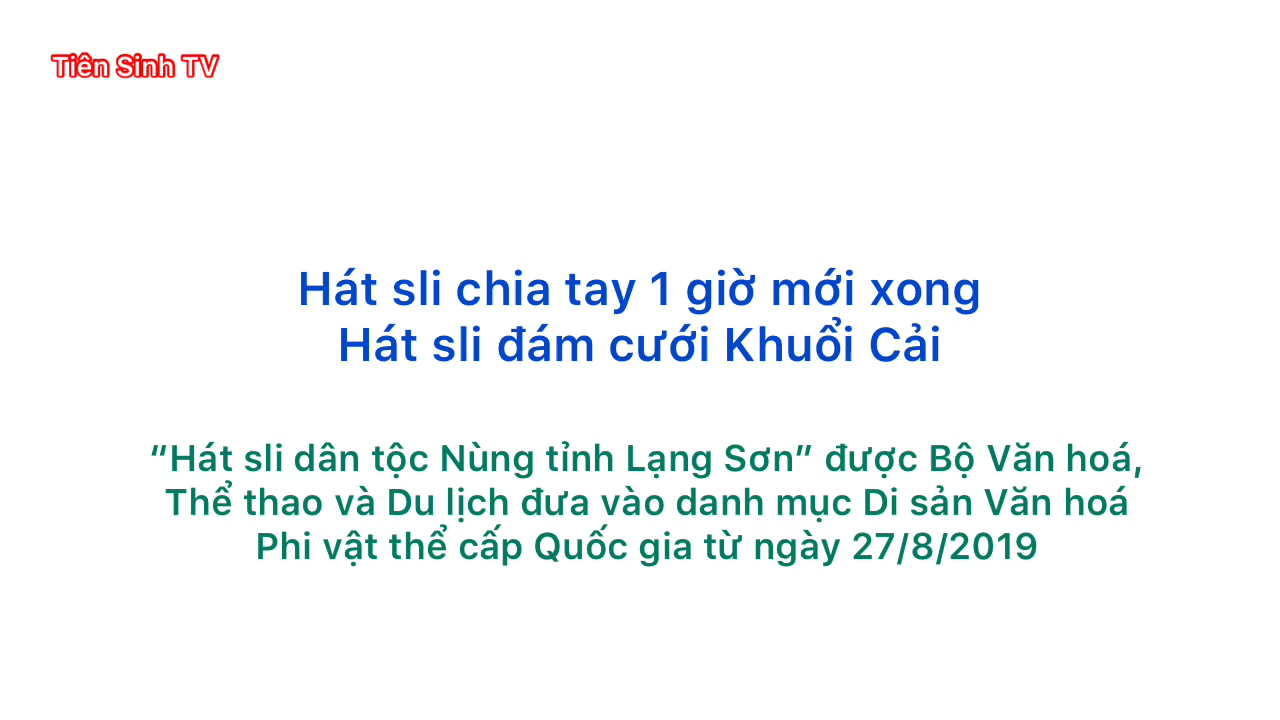 Tiên Sinh TV
Hát sli chia tay 1 giờ mới xong
Hát sli đám cưới Khuổi Cải
“Hát sli dân tộc Nùng tỉnh Lạng Sơn” được Bộ Văn hoá,
Thể thao và Du lịch đưa vào danh mục Di sản Văn hoá
Phi vật thể cấp Quốc gia từ ngày 27/8/2019